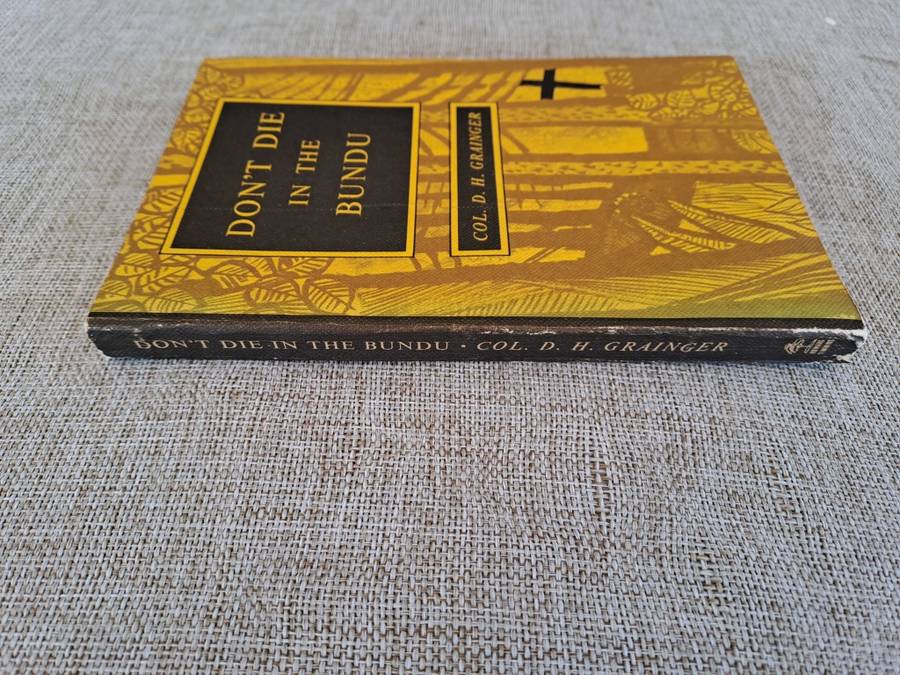 DON'T DIE
IN THE
BUNDU
COL. D. H. GRAINGER
DON'T DIE IN THE BUNDU · COL. D. H. GRAINGER